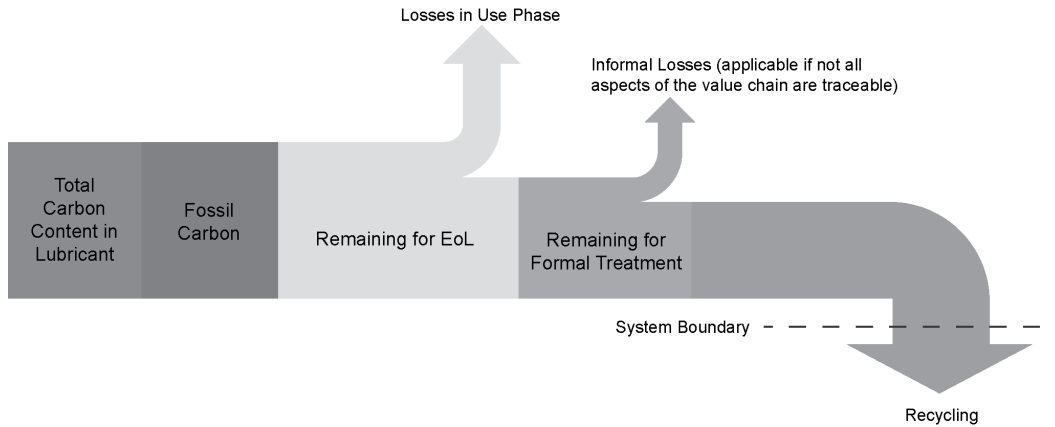 Losses in Use Phase
Informal Losses (applicable if not all
aspects of the value chain are traceable)
Total
Carbon
Content in
Lubricant
Fossil
Carbon
Remaining for EoL
Remaining for
Formal Treatment
System Boundary
Recycling